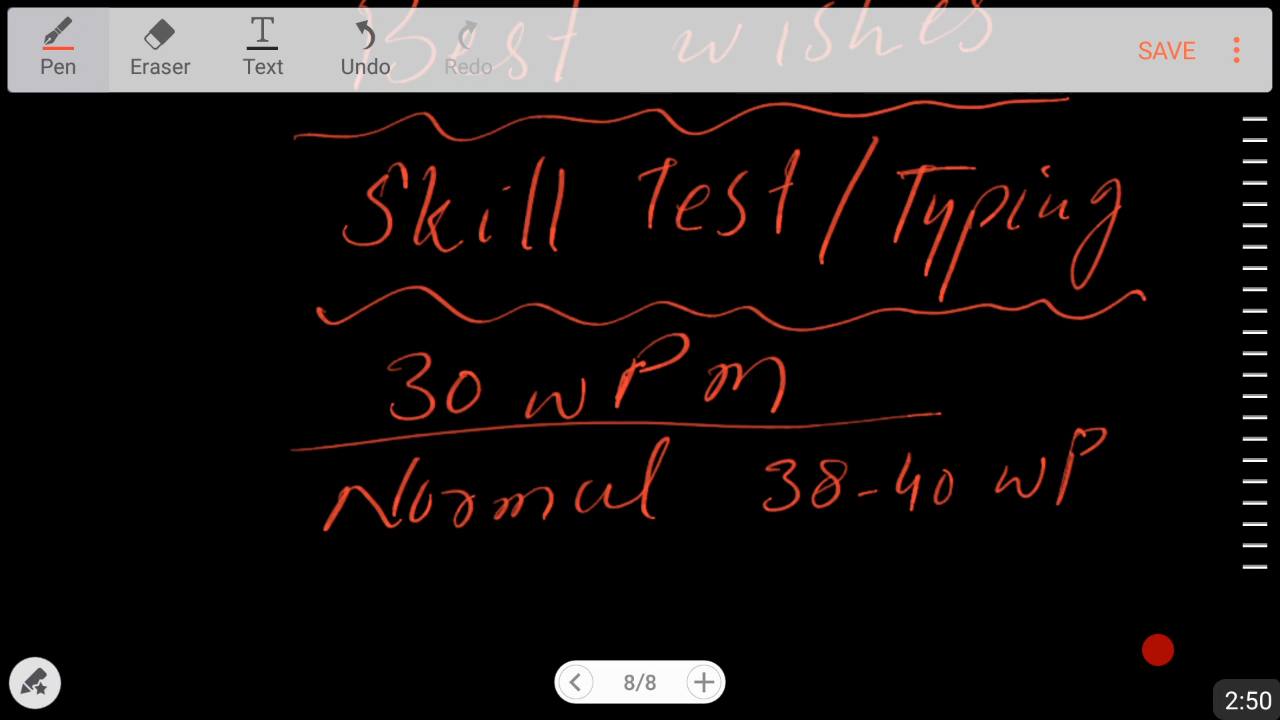 Best wishes
Pen Eraser Text Undo Redo SAVE
Skill Test/Typing
30 wPm
Normal 38-40 wP
8/8
2:50